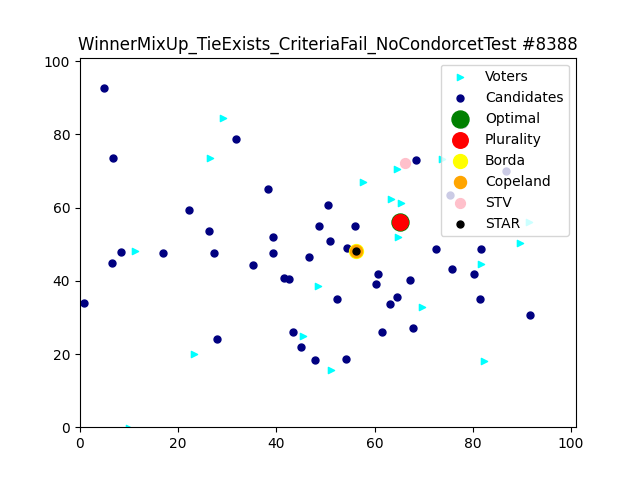 WinnerMixUp_TieExists_CriteriaFail_NoCondorcetTest #8388
100
80
60
40
20
0
0
20
40
60
80
100
Voters
Candidates
Optimal
Plurality
Borda
Copeland
STV
STAR